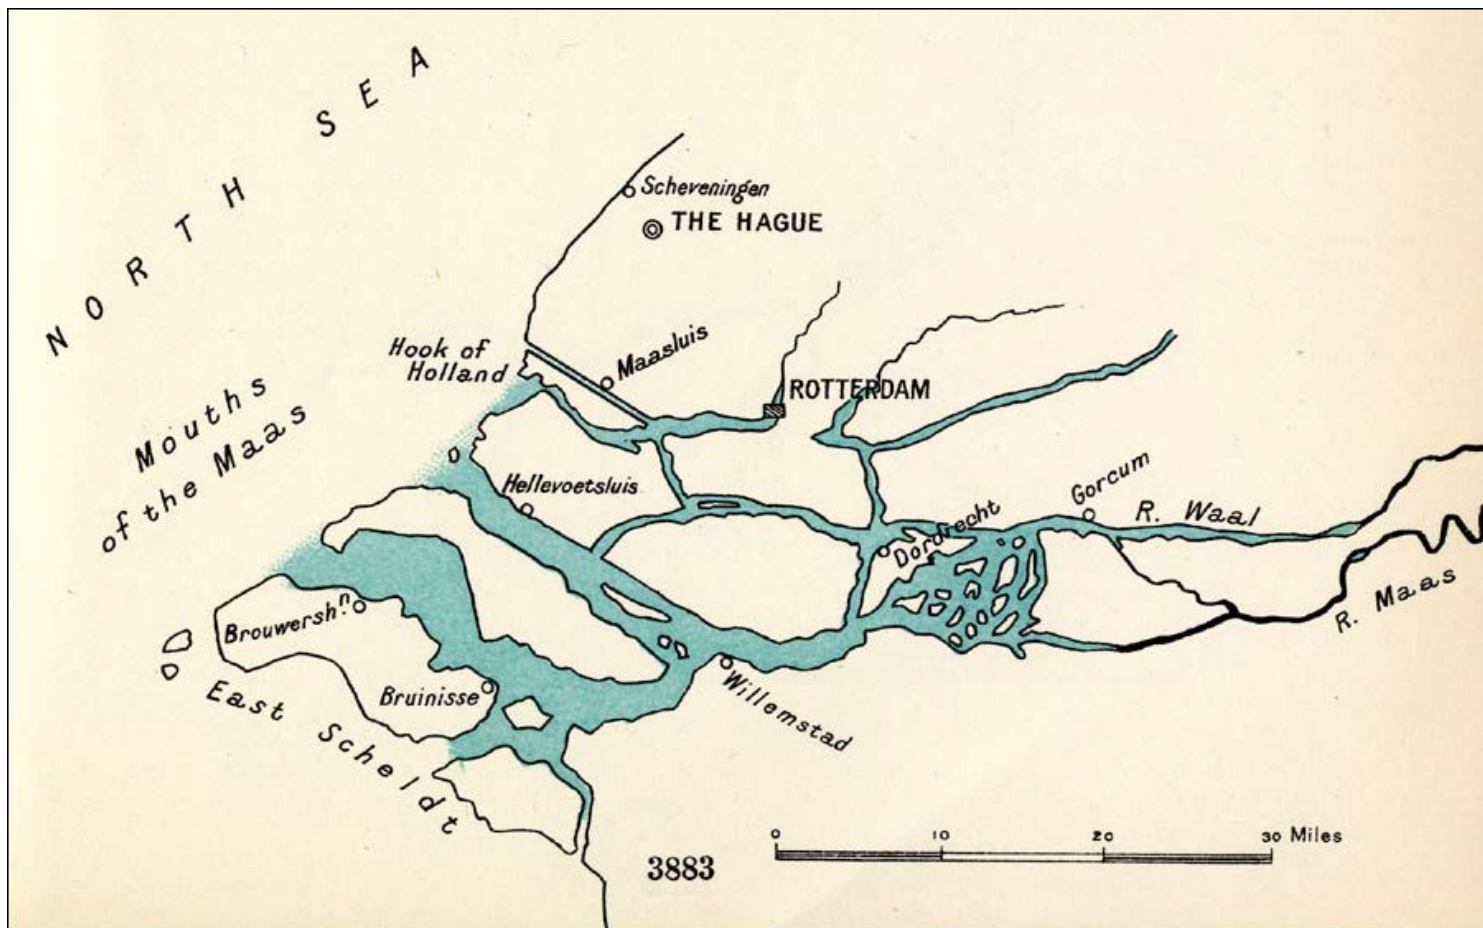 NORTH SEA
Scheveningen
THE HAGUE
Hook of
Holland
Maasluis
ROTTERDAM
Mouths
of the Maas
Hellevoetsluis
Gorcum
R. Waal
Dordrecht
R. Maas
Brouwersh.n
Bruinisse
Willemstad
East Scheldt
0 10 20 30 Miles
3883